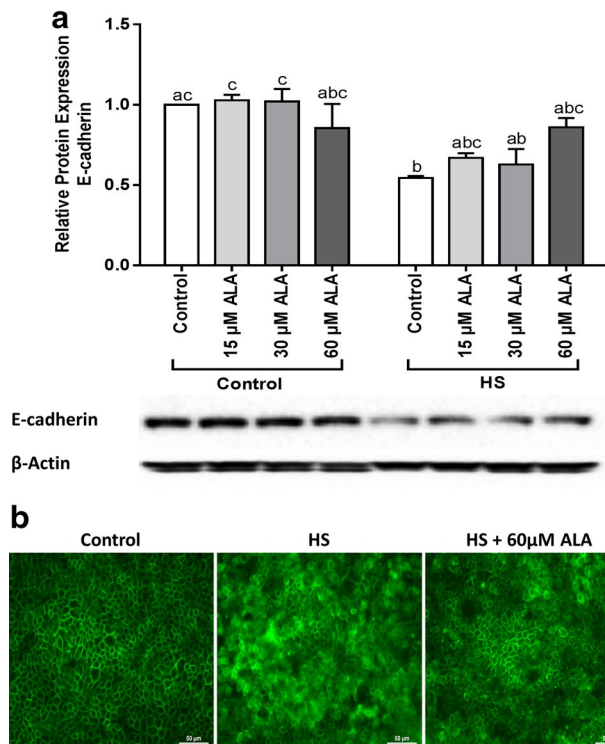 a
Relative Protein Expression
E-cadherin
1.5
1.0
0.5
0.0
ac
c
c
abc
b
abc
ab
abc
Control
15 µM ALA
30 µM ALA
60 µM ALA
Control
15 µM ALA
30 µM ALA
60 µM ALA
Control
HS
E-cadherin
β-Actin
b
Control
HS
HS + 60µM ALA
50 µm
50 µm